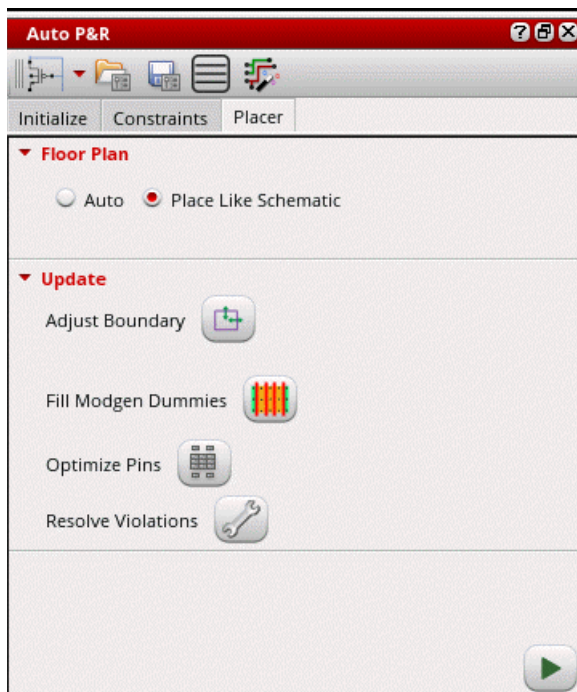 Auto P&R
Initialize Constraints Placer
Floor Plan
Auto Place Like Schematic
Update
Adjust Boundary
Fill Modgen Dummies
Optimize Pins
Resolve Violations